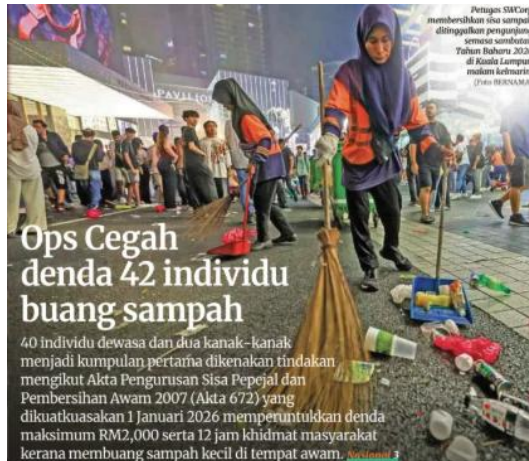 Petugas SWCorp
membersihkan sisa sampah
ditinggalkan pengunjung
semasa sambutan
Tahun Baharu 2026
di Kuala Lumpur
malam kelmarin.
(Foto BERNAMA)
PAVILION
Ops Cegah
denda 42 individu
buang sampah
40 individu dewasa dan dua kanak-kanak
menjadi kumpulan pertama dikenakan tindakan
mengikut Akta Pengurusan Sisa Pepejal dan
Pembersihan Awam 2007 (Akta 672) yang
dikuatkuasakan 1 Januari 2026 memperuntukkan denda
maksimum RM2,000 serta 12 jam khidmat masyarakat
kerana membuang sampah kecil di tempat awam. Nasional 3